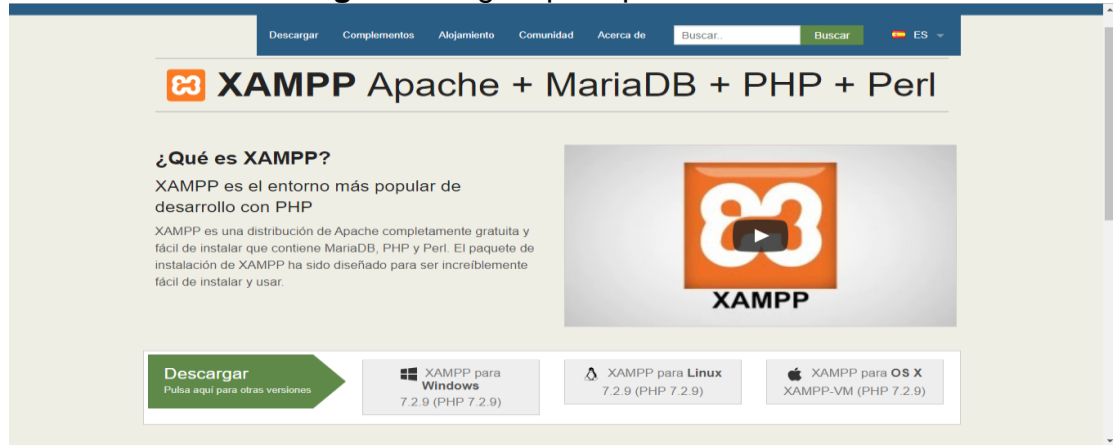 Descargar Complementos Alojamiento Comunidad Acerca de Buscar.. Buscar ES
XAMPP Apache + MariaDB + PHP + Perl
¿Qué es XAMPP?
XAMPP es el entorno más popular de
desarrollo con PHP
XAMPP es una distribución de Apache completamente gratuita y
fácil de instalar que contiene MariaDB, PHP y Perl. El paquete de
instalación de XAMPP ha sido diseñado para ser increíblemente
fácil de instalar y usar.
XAMPP
Descargar
Pulsa aquí para otras versiones
XAMPP para
Windows
7.2.9 (PHP 7.2.9)
XAMPP para Linux
7.2.9 (PHP 7.2.9)
XAMPP para OS X
XAMPP-VM (PHP 7.2.9)